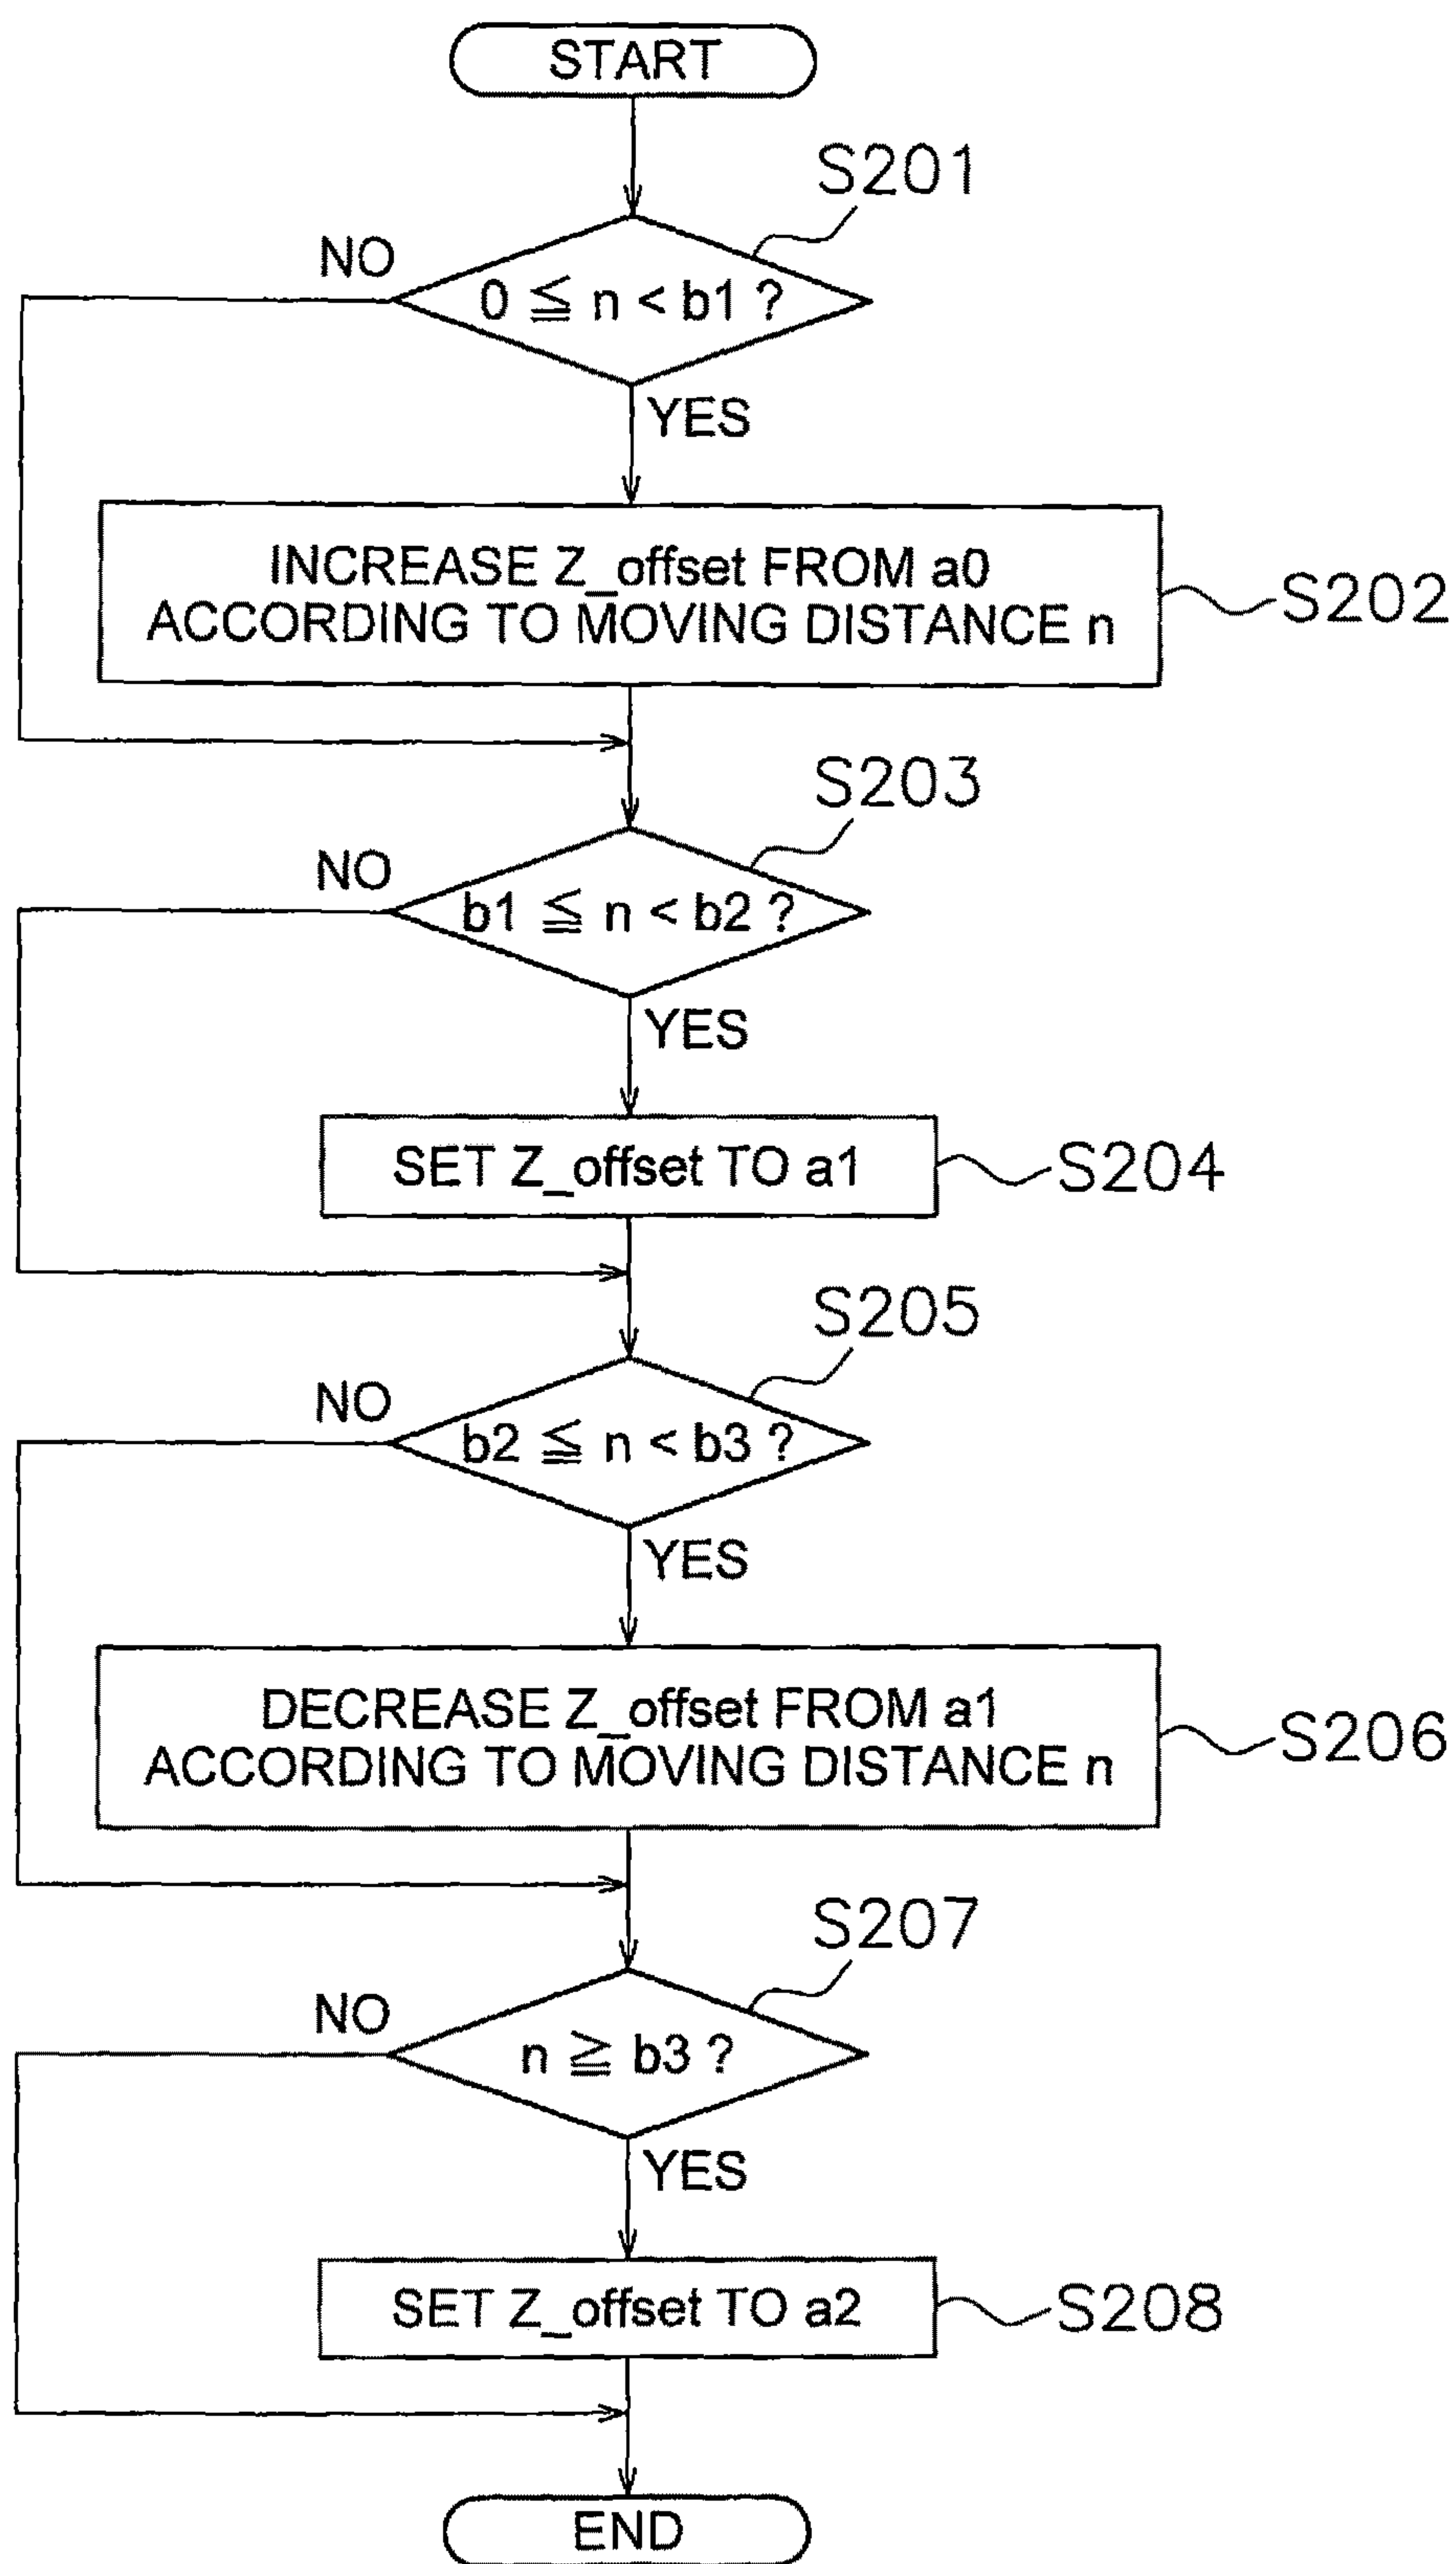 START
S201
NO
0 ≦ n < b1 ?
YES
INCREASE Z_offset FROM a0
ACCORDING TO MOVING DISTANCE n
S202
S203
NO
b1 ≦ n < b2 ?
YES
SET Z_offset TO a1
S204
S205
NO
b2 ≦ n < b3 ?
YES
DECREASE Z_offset FROM a1
ACCORDING TO MOVING DISTANCE n
S206
S207
NO
n ≧ b3 ?
YES
SET Z_offset TO a2
S208
END